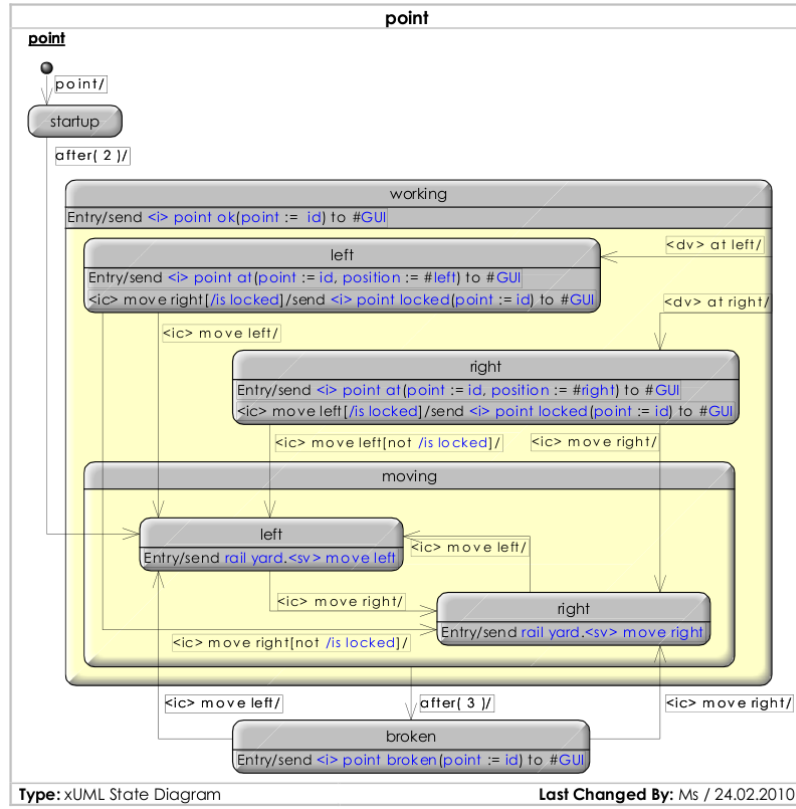 point
point
point/
startup
after( 2 )/
working
Entry/send <i> point ok(point := id) to #GUI
<dv> at left/
left
Entry/send <i> point at(point := id, position := #left) to #GUI
<ic> move right[/is locked]/send <i> point locked(point := id) to #GUI
<dv> at right/
<ic> move left/
right
Entry/send <i> point at(point := id, position := #right) to #GUI
<ic> move left[/is locked]/send <i> point locked(point := id) to #GUI
<ic> move left[not /is locked]/
<ic> move right/
moving
left
Entry/send rail yard.<sv> move left
<ic> move left/
<ic> move right/
right
Entry/send rail yard.<sv> move right
<ic> move right[not /is locked]/
<ic> move left/
after( 3 )/
<ic> move right/
broken
Entry/send <i> point broken(point := id) to #GUI
Type: xUML State Diagram
Last Changed By: Ms / 24.02.2010